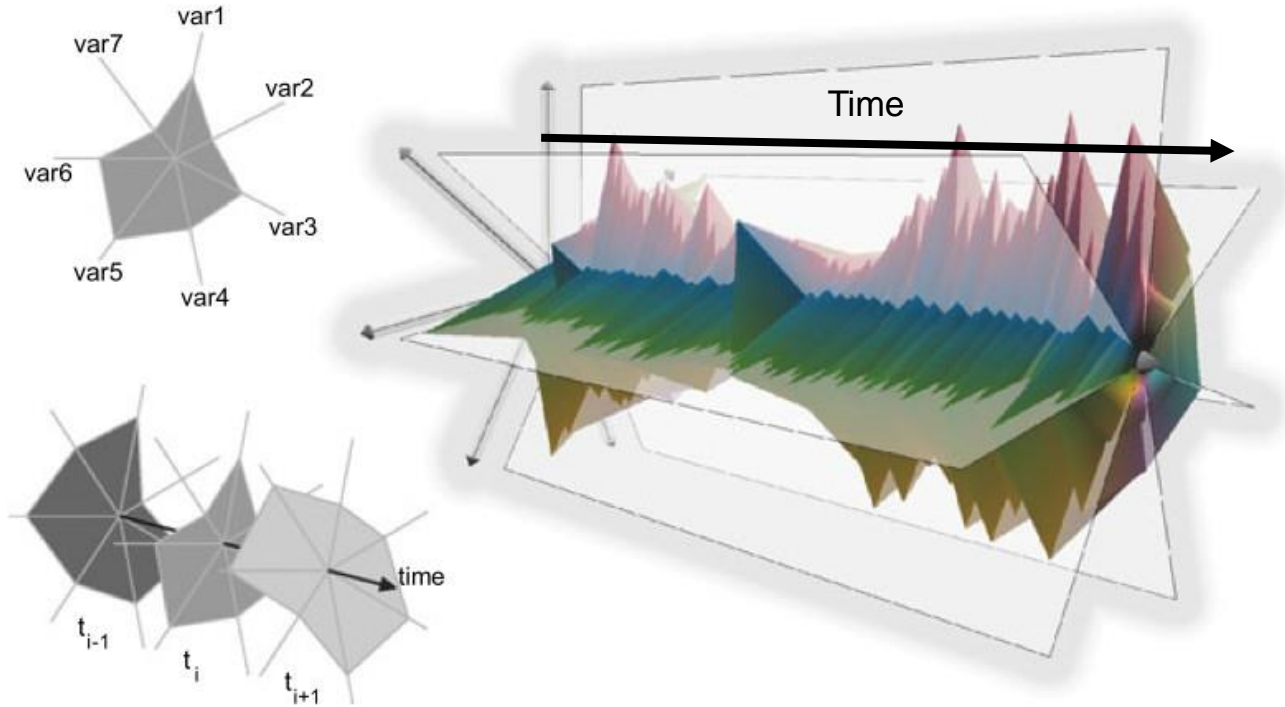 var1
var7
var2
var6
var3
var5
var4
Time
time
t_{i-1}
t_i
t_{i+1}